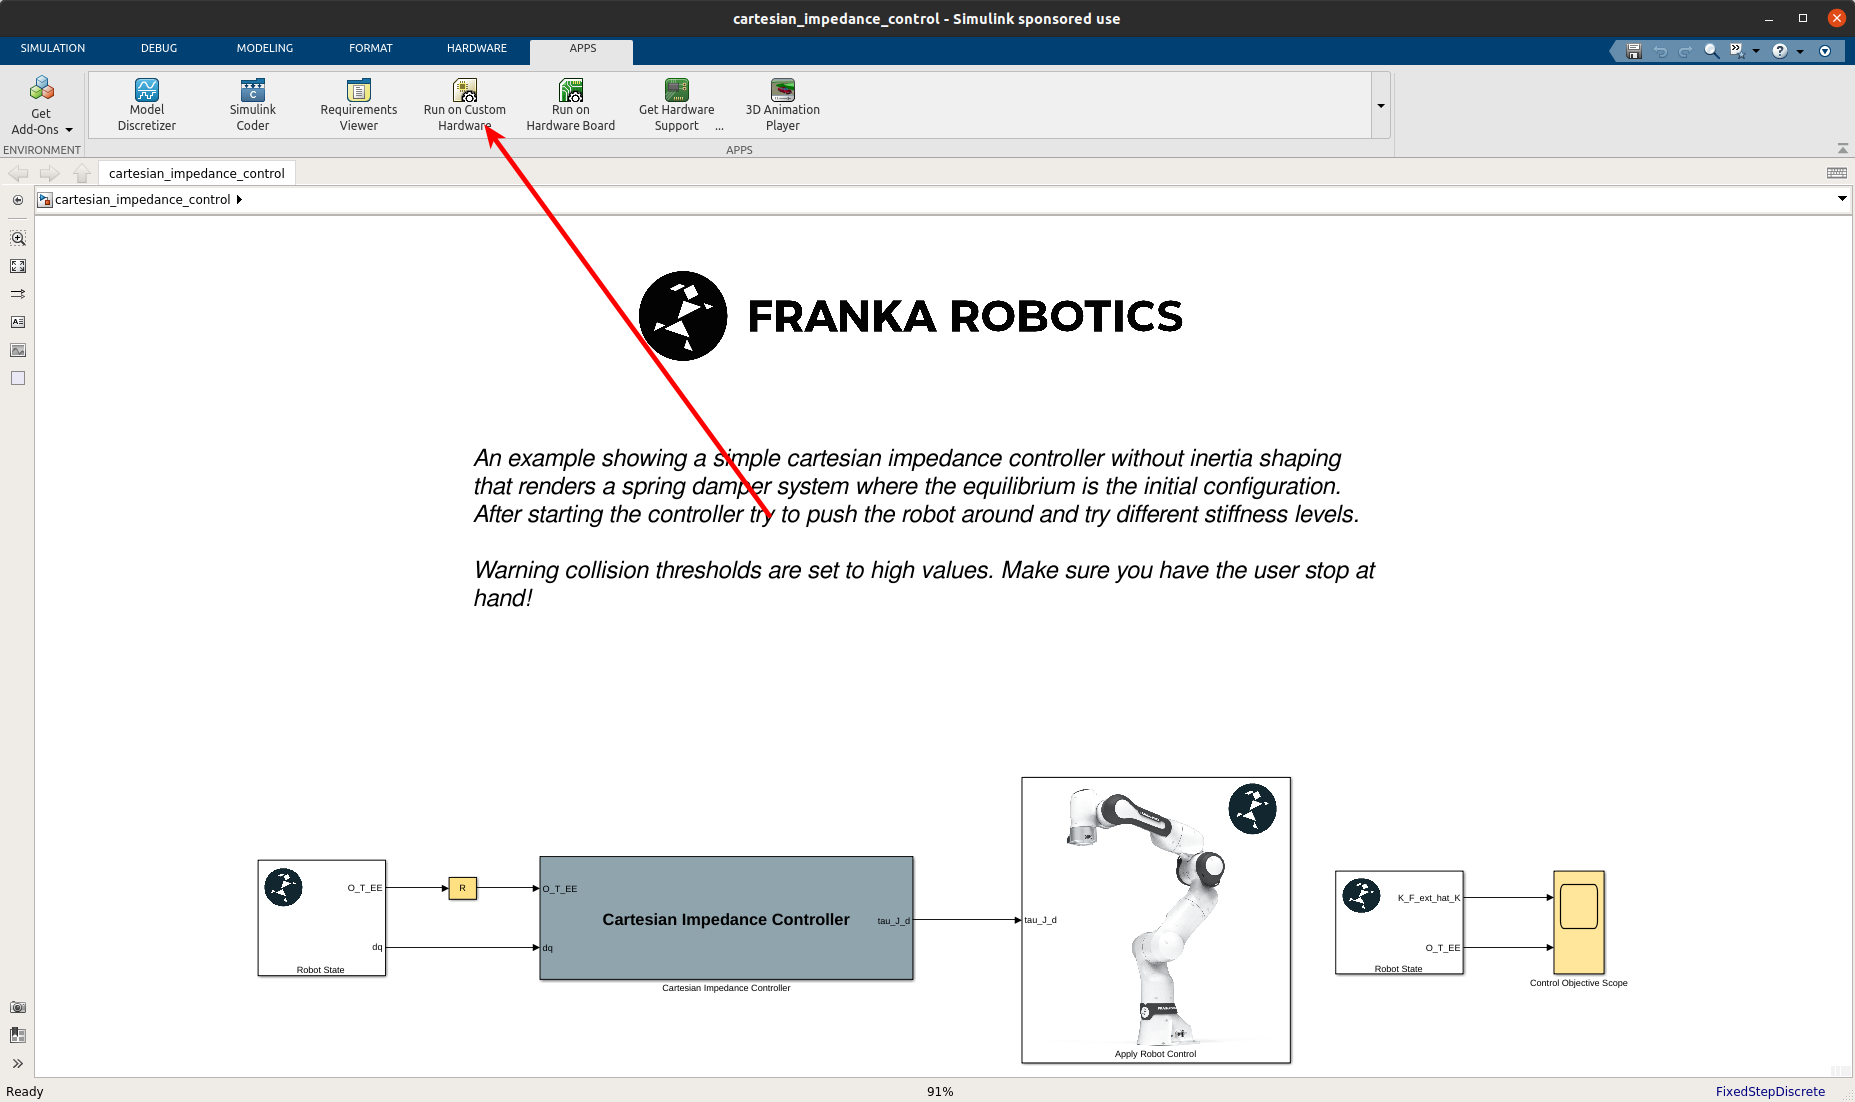 cartesian_impedance_control - Simulink sponsored use
SIMULATION DEBUG MODELING FORMAT HARDWARE APPS
Get Add-Ons
Model Discretizer
Simulink Coder
Requirements Viewer
Run on Custom Hardware
Run on Hardware Board
Get Hardware Support ...
3D Animation Player
ENVIRONMENT APPS
cartesian_impedance_control
cartesian_impedance_control
FRANKA ROBOTICS
An example showing a simple cartesian impedance controller without inertia shaping
that renders a spring damper system where the equilibrium is the initial configuration.
After starting the controller try to push the robot around and try different stiffness levels.
Warning collision thresholds are set to high values. Make sure you have the user stop at
hand!
O_T_EE
dq
Robot State
R
O_T_EE
dq
Cartesian Impedance Controller
tau_J_d
Cartesian Impedance Controller
tau_J_d
Apply Robot Control
K_F_ext_hat_K
O_T_EE
Robot State
Control Objective Scope
Ready 91% FixedStepDiscrete